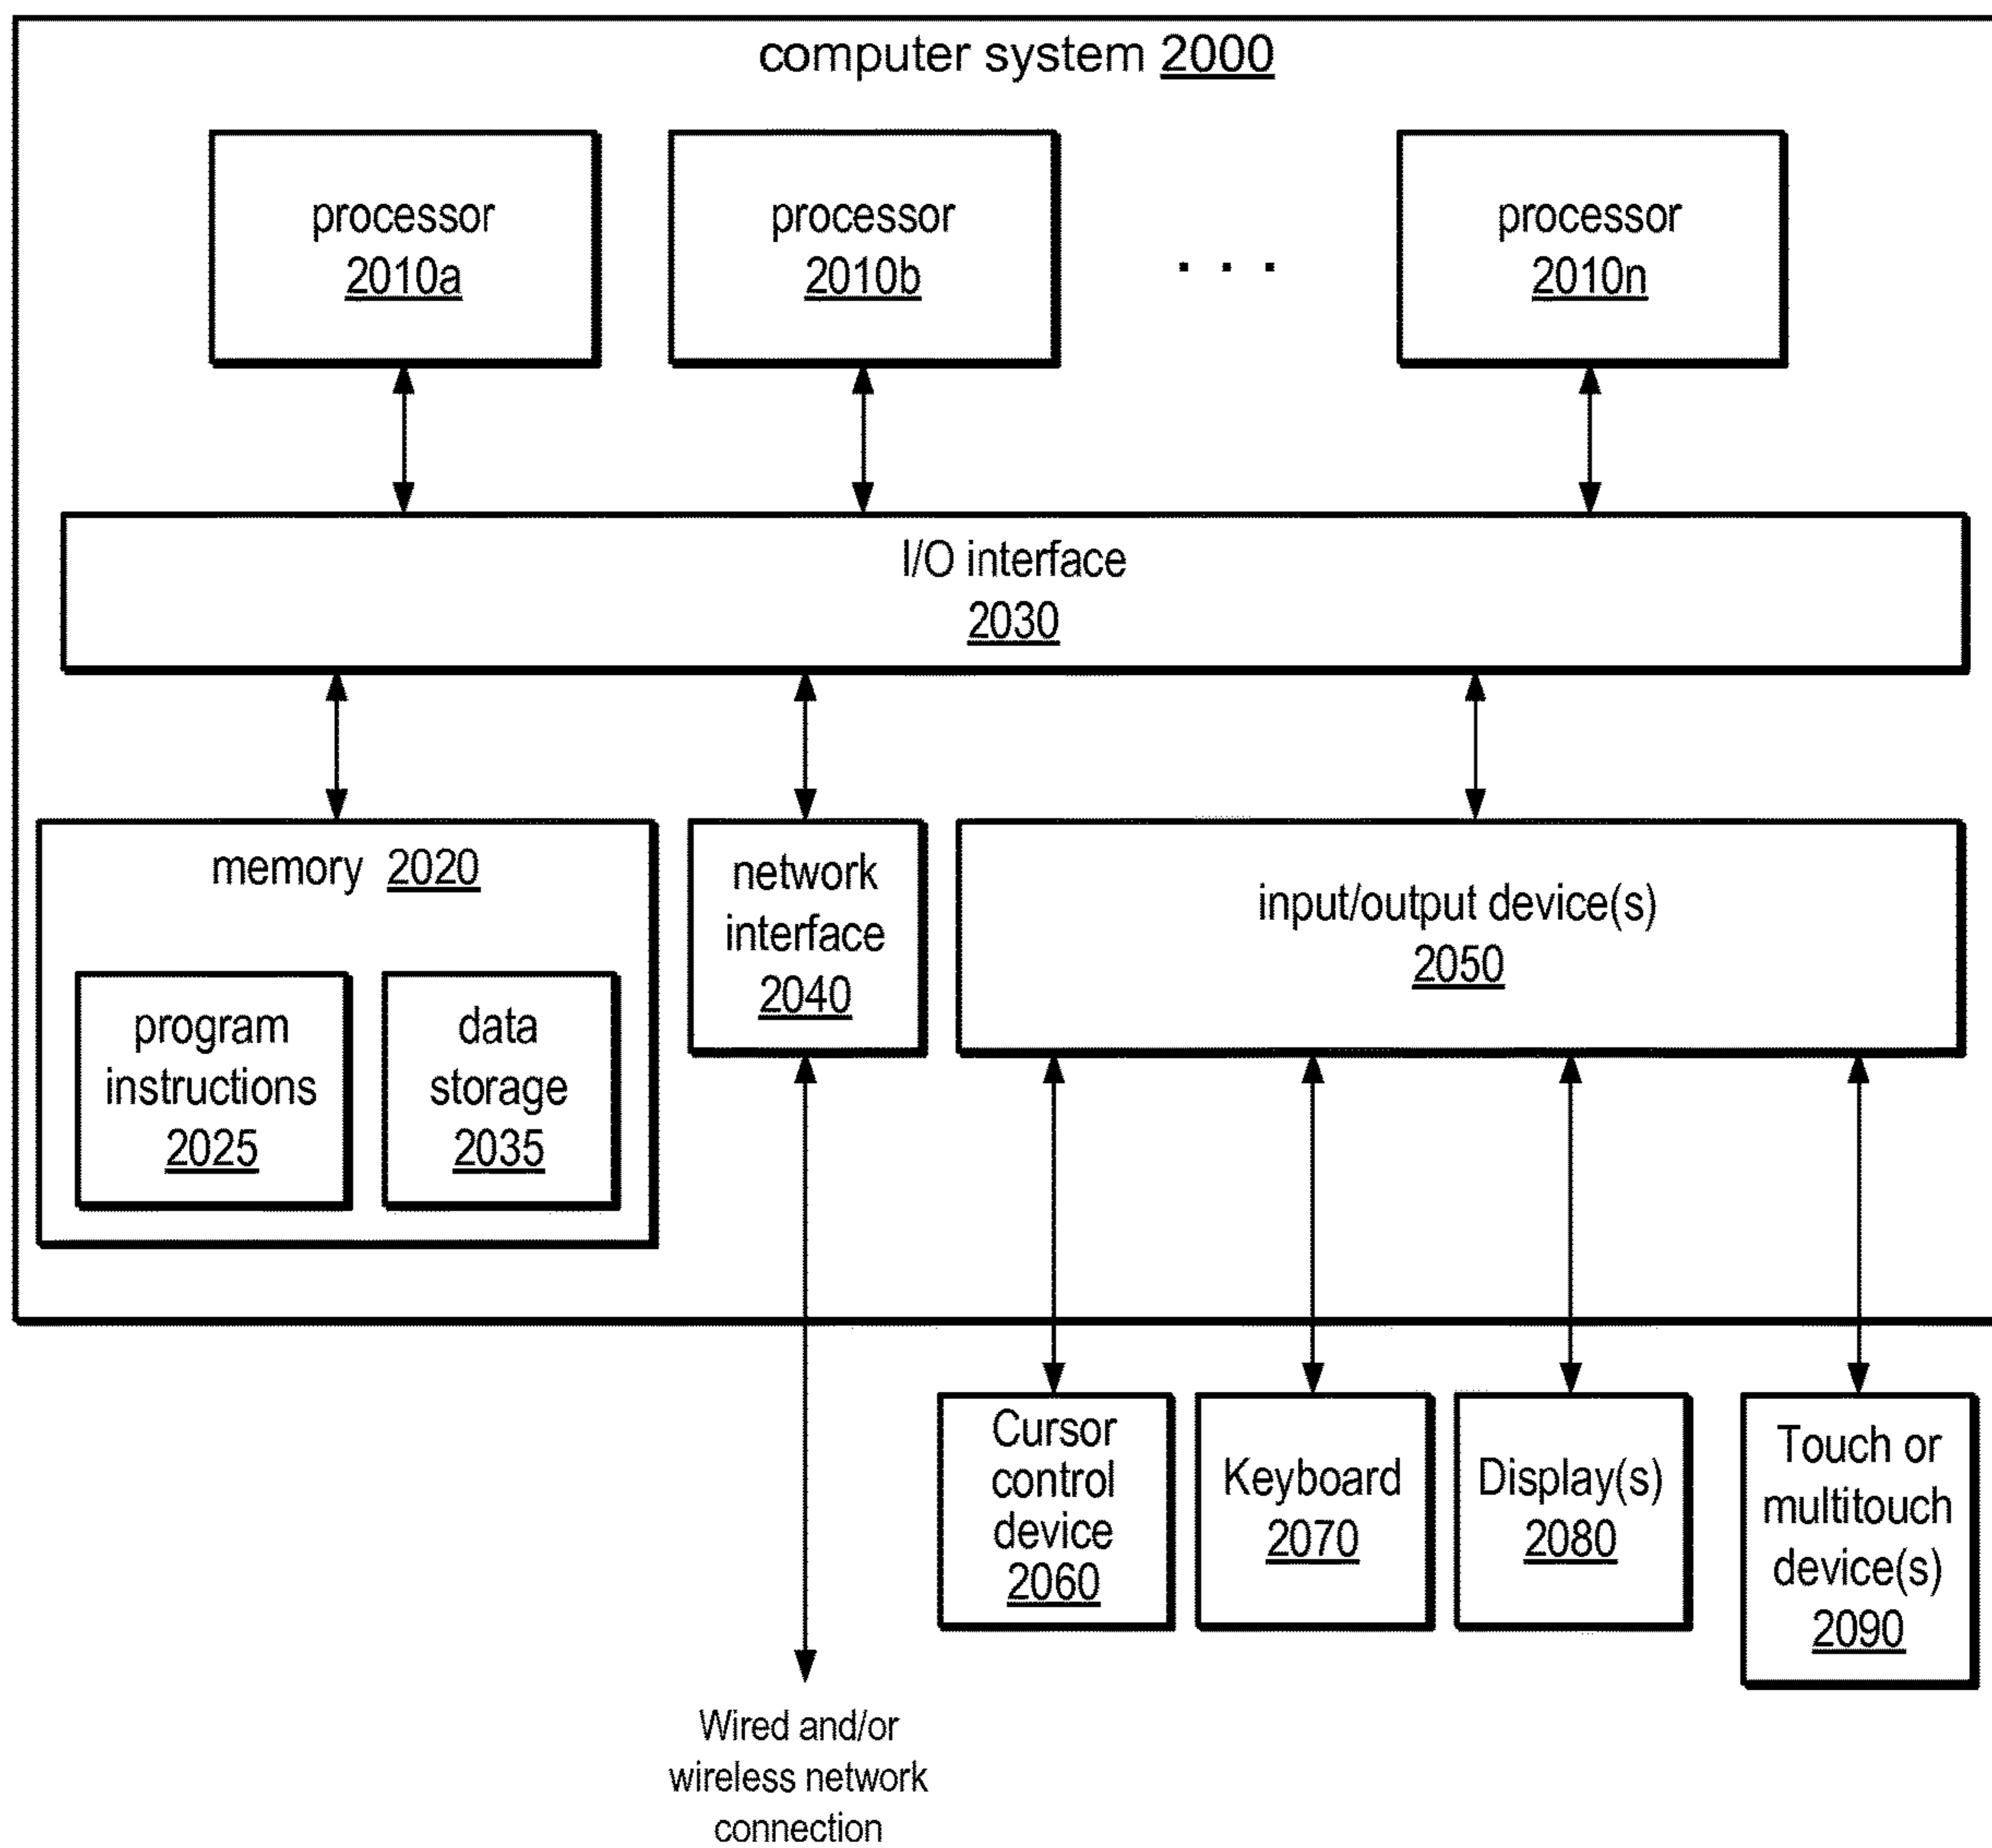 computer system 2000
processor
2010a
processor
2010b
. . .
processor
2010n
I/O interface
2030
memory 2020
program
instructions
2025
data
storage
2035
network
interface
2040
input/output device(s)
2050
Cursor
control
device
2060
Keyboard
2070
Display(s)
2080
Touch or
multitouch
device(s)
2090
Wired and/or
wireless network
connection